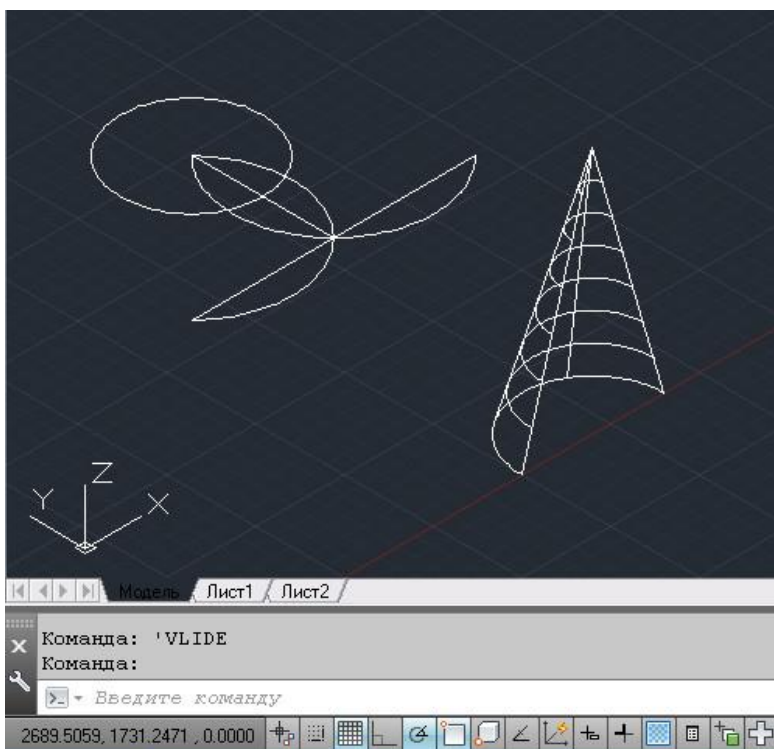 Z
Y
X
Модель Лист1 Лист2
Команда: 'VLIDE
Команда:
Введите команду
2689.5059, 1731.2471 , 0.0000